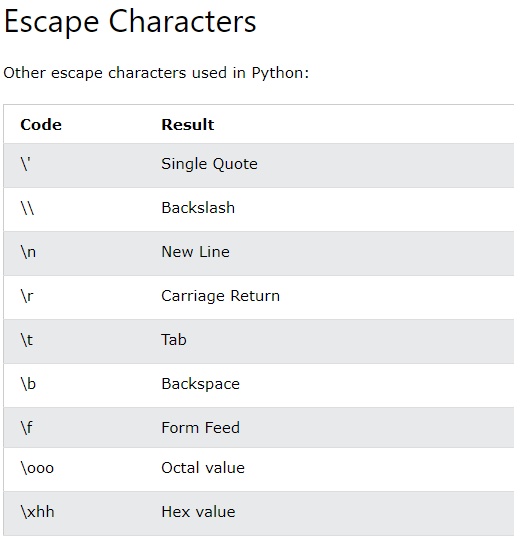 Escape Characters
Other escape characters used in Python:
Code Result
\' Single Quote
\\ Backslash
\n New Line
\r Carriage Return
\t Tab
\b Backspace
\f Form Feed
\ooo Octal value
\xhh Hex value